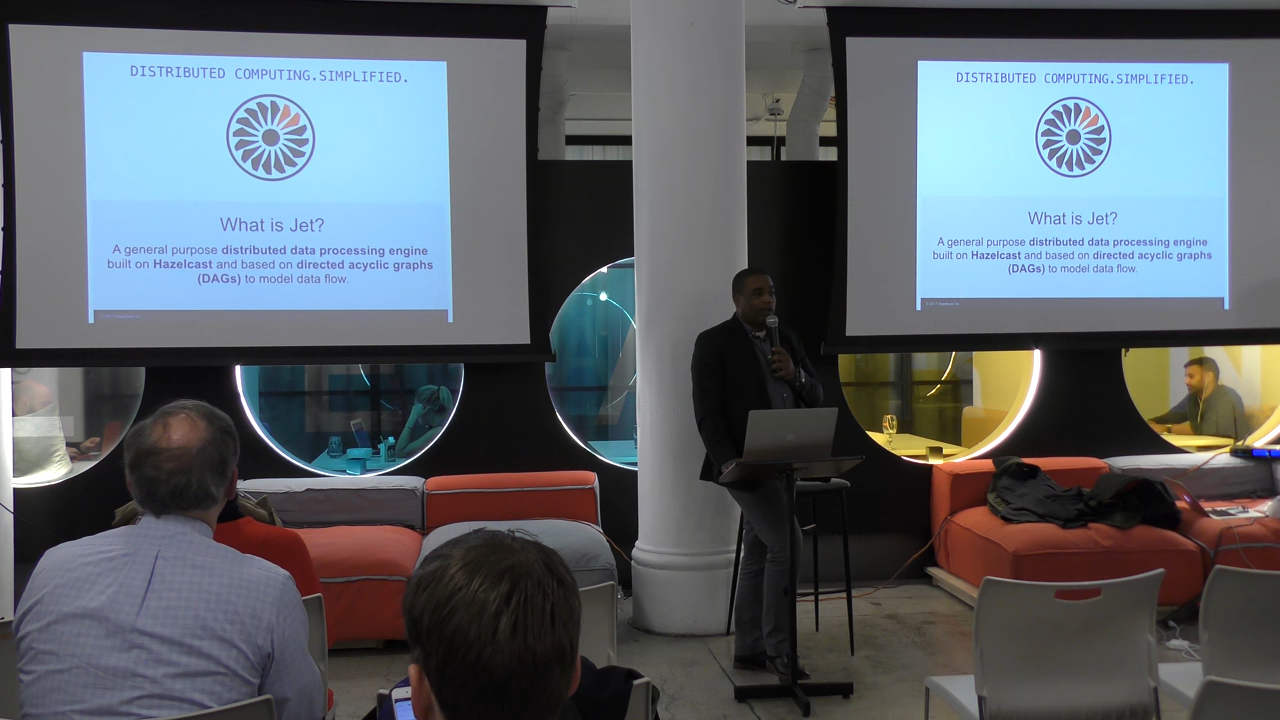 DISTRIBUTED COMPUTING.SIMPLIFIED.
What is Jet?
A general purpose distributed data processing engine
built on Hazelcast and based on directed acyclic graphs
(DAGs) to model data flow.
DISTRIBUTED COMPUTING.SIMPLIFIED.
What is Jet?
A general purpose distributed data processing engine
built on Hazelcast and based on directed acyclic graphs
(DAGs) to model data flow.